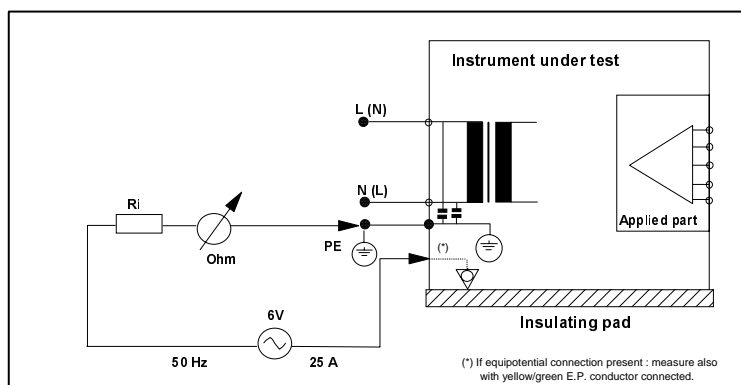 Instrument under test
L (N)
N (L)
Ri
Ohm
PE
(*)
Applied part
6V
50 Hz
25 A
Insulating pad
(*) If equipotential connection present : measure also
with yellow/green E.P. conductor connected.